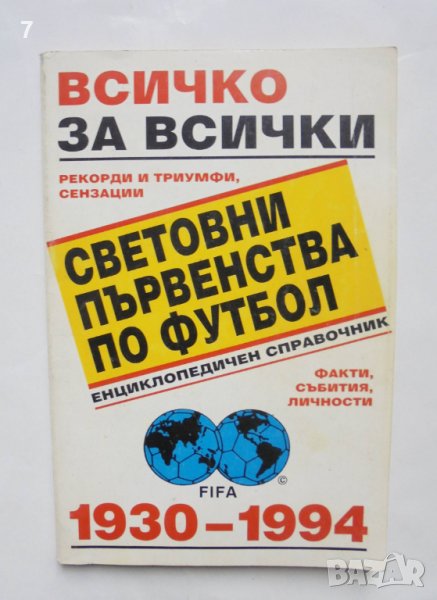 7
ВСИЧКО
ЗА ВСИЧКИ
РЕКОРДИ И ТРИУМФИ,
СЕНЗАЦИИ
СВЕТОВНИ
ПЪРВЕНСТВА
ПО ФУТБОЛ
ЕНЦИКЛОПЕДИЧЕН СПРАВОЧНИК
ФАКТИ,
СЪБИТИЯ,
ЛИЧНОСТИ
©
FIFA
1930–1994
BAZAR